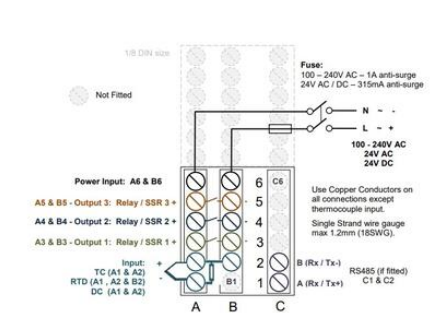 1/8 DIN size
Fuse:
100 – 240V AC – 1A anti-surge
24V AC / DC – 315mA anti-surge
Not Fitted
N ~ -
L ~ +
100 - 240V AC
24V AC
24V DC
Power Input: A6 & B6
6
C6
A5 & B5 - Output 3: Relay / SSR 3 +
5
A4 & B4 - Output 2: Relay / SSR 2 +
4
A3 & B3 - Output 1: Relay / SSR 1 +
3
Use Copper Conductors on
all connections except
thermocouple input.
Single Strand wire gauge
max 1.2mm (18SWG).
Input:
TC (A1 & A2)
RTD (A1 , A2 & B2)
DC (A1 & A2)
2
B (Rx / Tx-)
RS485 (if fitted)
C1 & C2
B1
1
A (Rx / Tx+)
A B C